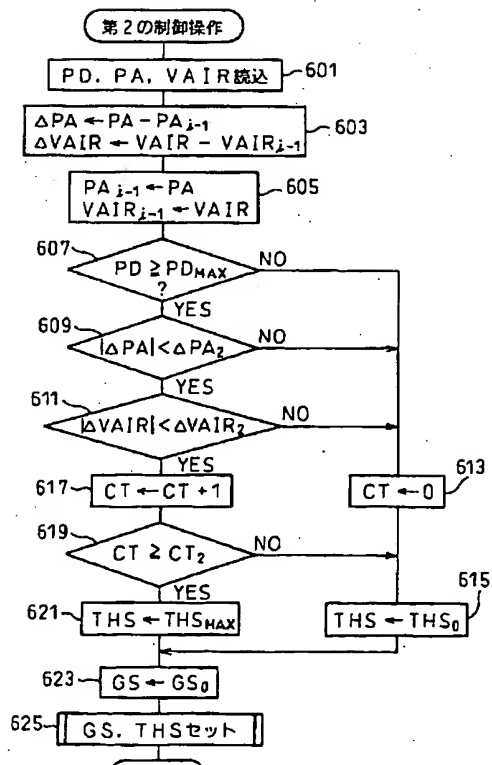 第2の制御操作
PD. PA. VAIR読込
601
ΔPA ← PA - PA i-1
ΔVAIR ← VAIR - VAIR i-1
603
PA i-1 ← PA
VAIR i-1 ← VAIR
605
607
PD ≧ PD MAX
?
NO
YES
609
|ΔPA| < ΔPA2
NO
YES
611
|ΔVAIR| < ΔVAIR2
NO
YES
617
CT ← CT + 1
CT ← 0
613
619
CT ≧ CT2
NO
YES
621
THS ← THS MAX
THS ← THS0
615
623
GS ← GS0
625
GS. THSセット